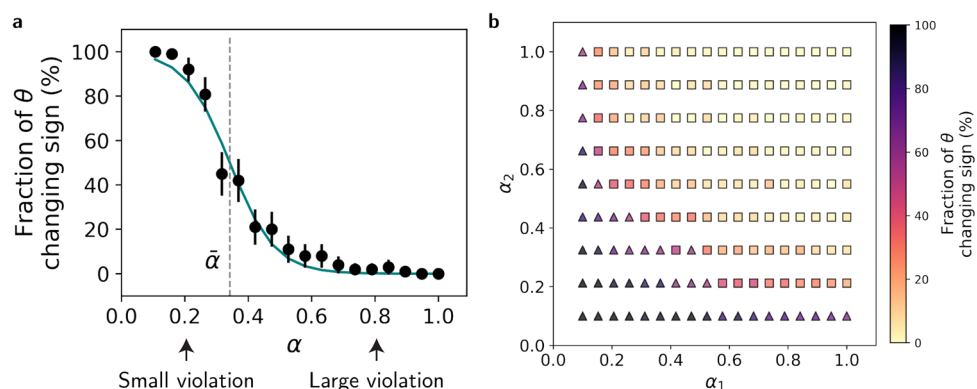 a
100
80
60
40
20
0
Fraction of θ
changing sign (%)
ᾱ
0.0 0.2 0.4 0.6 0.8 1.0
α
Small violation Large violation
b
1.0
0.8
0.6
0.4
0.2
0.0
α2
0.0 0.2 0.4 0.6 0.8 1.0
α1
100
80
60
40
20
0
Fraction of θ
changing sign (%)